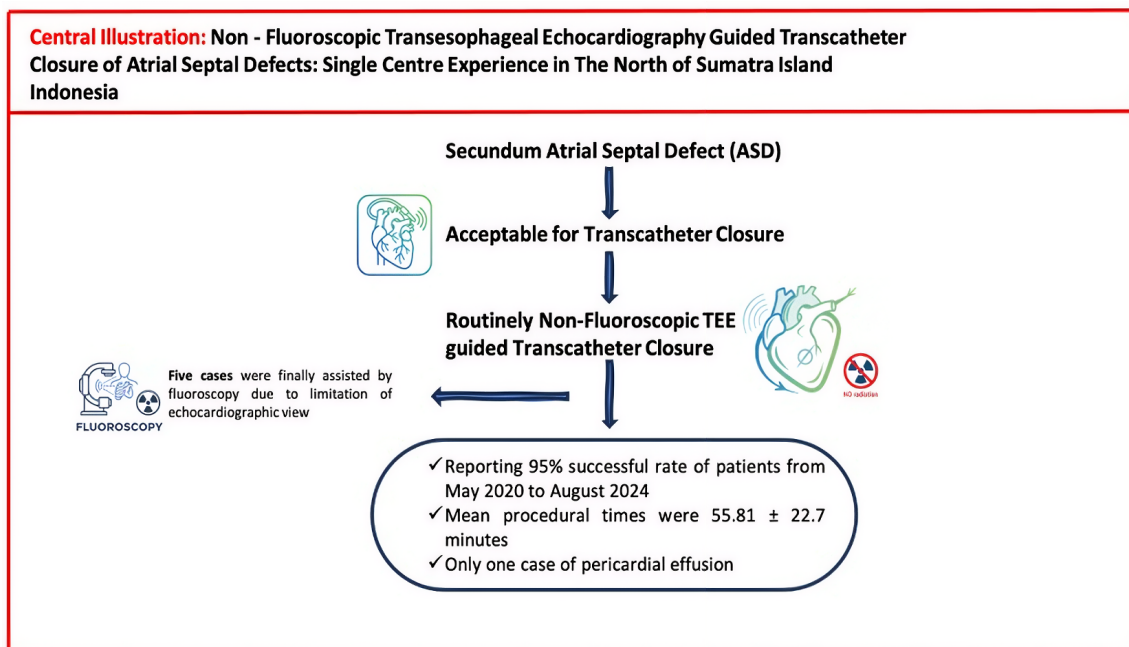 Central Illustration: Non - Fluoroscopic Transesophageal Echocardiography Guided Transcatheter
Closure of Atrial Septal Defects: Single Centre Experience in The North of Sumatra Island
Indonesia
Secundum Atrial Septal Defect (ASD)
Acceptable for Transcatheter Closure
Routinely Non-Fluoroscopic TEE
guided Transcatheter Closure
NO radiation
Five cases were finally assisted by
fluoroscopy due to limitation of
echocardiographic view
FLUOROSCOPY
✓Reporting 95% successful rate of patients from
May 2020 to August 2024
✓Mean procedural times were 55.81 ± 22.7
minutes
✓Only one case of pericardial effusion